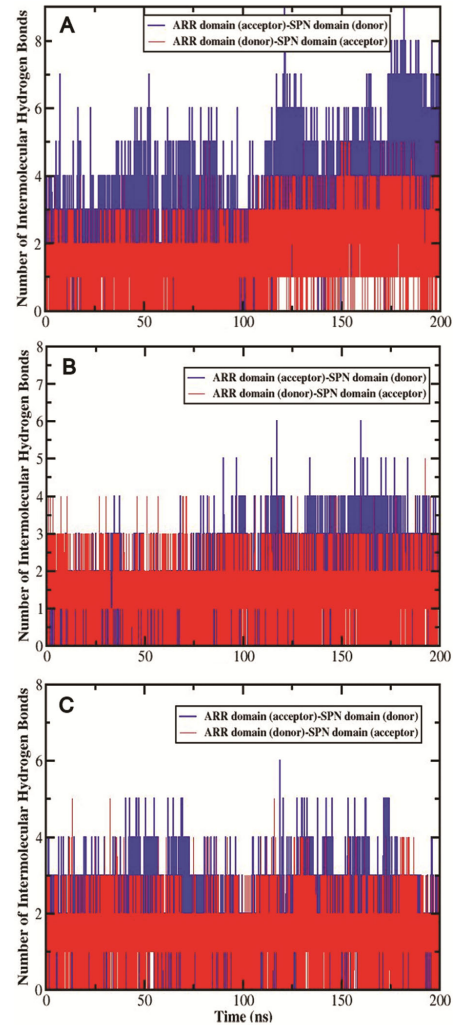 A
ARR domain (acceptor)-SPN domain (donor)
ARR domain (donor)-SPN domain (acceptor)
Number of Intermolecular Hydrogen Bonds
8
6
4
2
0
0 50 100 150 200
B
ARR domain (acceptor)-SPN domain (donor)
ARR domain (donor)-SPN domain (acceptor)
Number of Intermolecular Hydrogen Bonds
8
7
6
5
4
3
2
1
0
0 50 100 150 200
C
ARR domain (acceptor)-SPN domain (donor)
ARR domain (donor)-SPN domain (acceptor)
Number of Intermolecular Hydrogen Bonds
8
6
4
2
0
0 50 100 150 200
Time (ns)